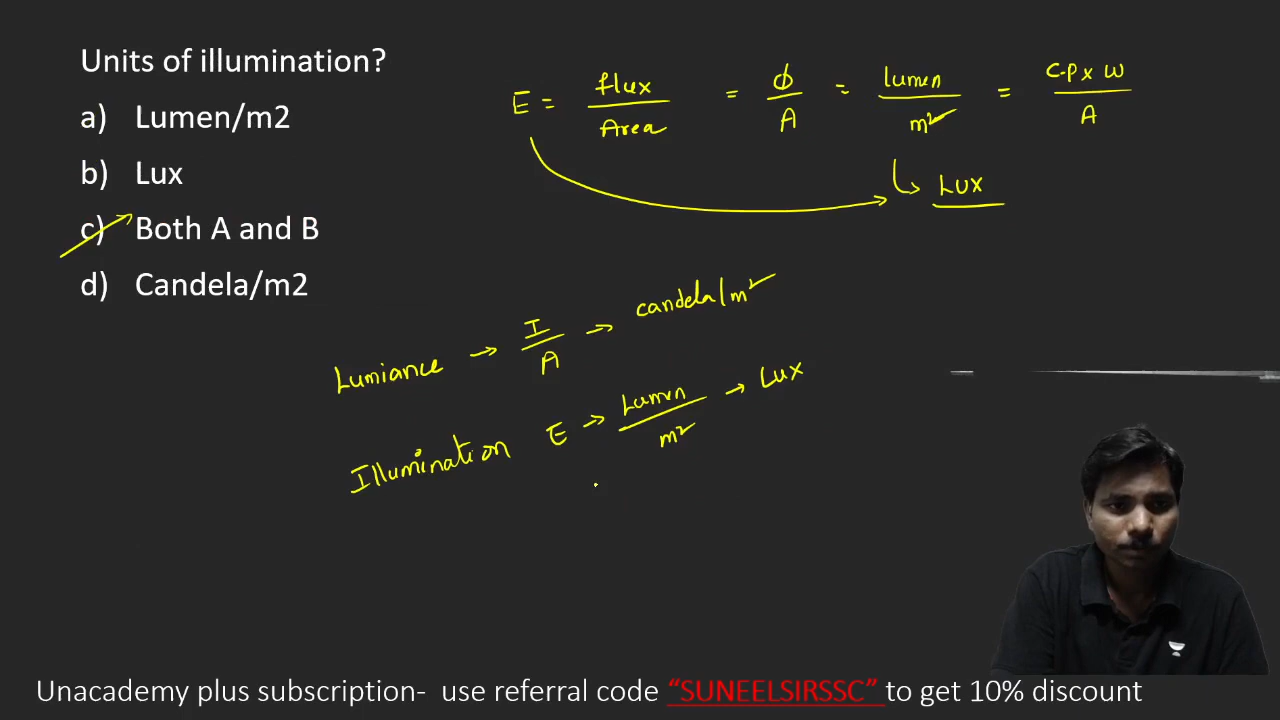 Units of illumination?
a) Lumen/m2
b) Lux
c) Both A and B
d) Candela/m2
E = flux / Area = ϕ / A = lumen / m² = C.P x W / A
↳ Lux
Lumiance → I / A → candela/m²
Illumination E → Lumen / m² → Lux
Unacademy plus subscription- use referral code “SUNEELSIRSSC” to get 10% discount